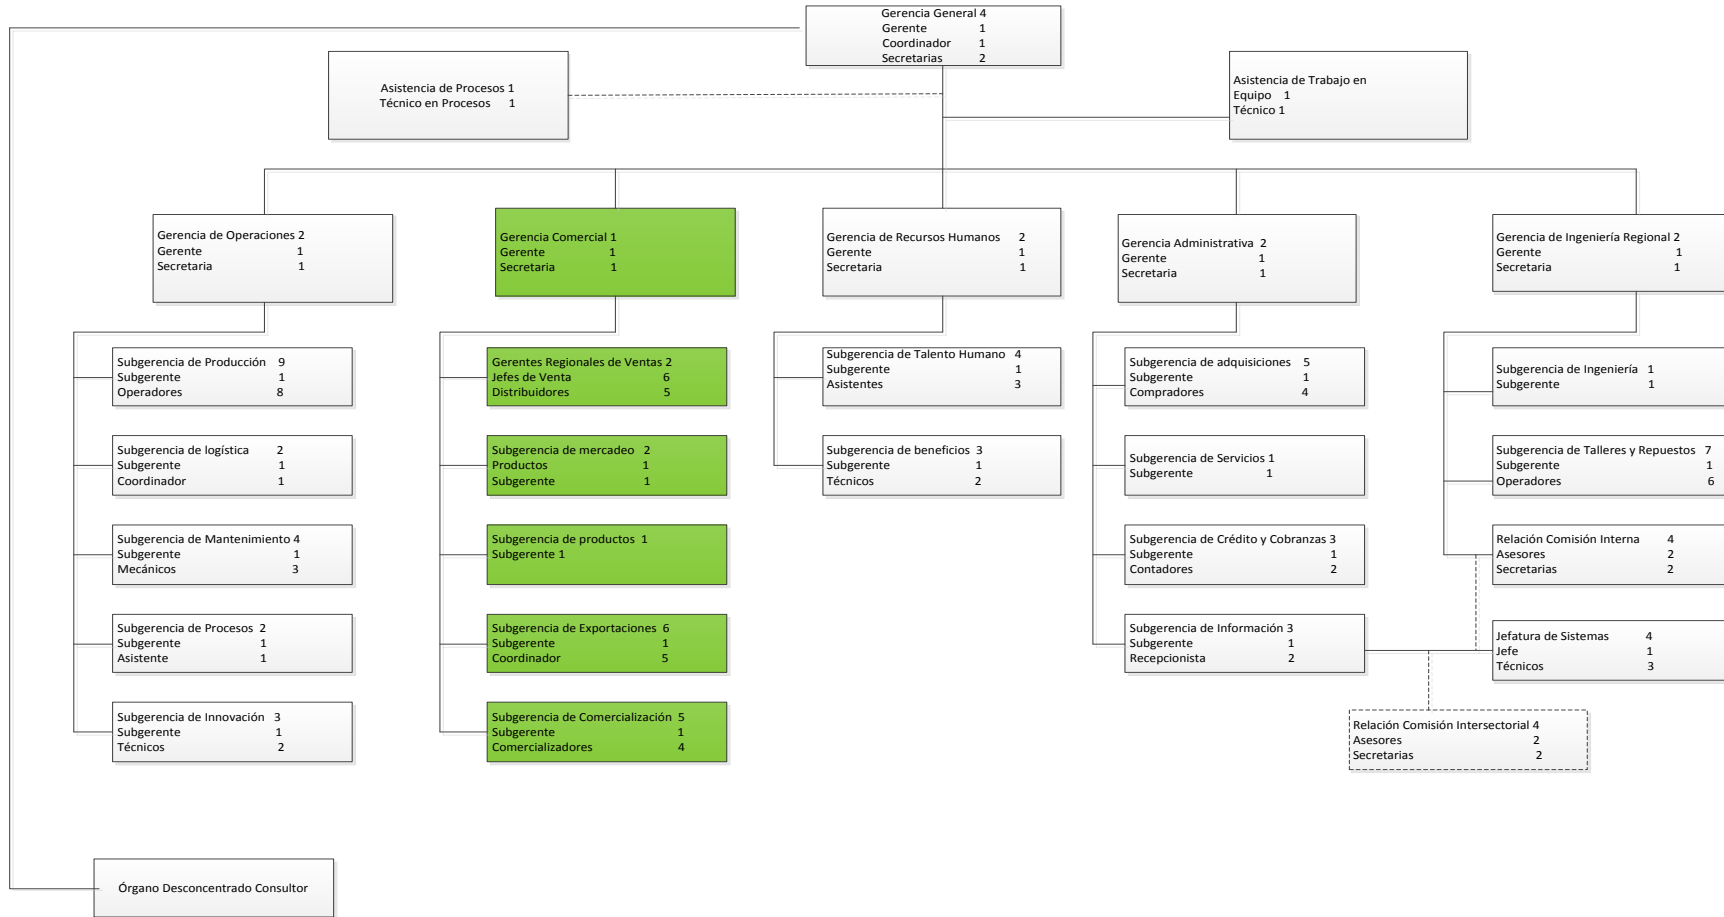 Gerencia General 4
Gerente 1
Coordinador 1
Secretarias 2
Asistencia de Procesos 1
Técnico en Procesos 1
Asistencia de Trabajo en
Equipo 1
Técnico 1
Gerencia de Operaciones 2
Gerente 1
Secretaria 1
Gerencia Comercial 1
Gerente 1
Secretaria 1
Gerencia de Recursos Humanos 2
Gerente 1
Secretaria 1
Gerencia Administrativa 2
Gerente 1
Secretaria 1
Gerencia de Ingeniería Regional 2
Gerente 1
Secretaria 1
Subgerencia de Producción 9
Subgerente 1
Operadores 8
Subgerencia de logística 2
Subgerente 1
Coordinador 1
Subgerencia de Mantenimiento 4
Subgerente 1
Mecánicos 3
Subgerencia de Procesos 2
Subgerente 1
Asistente 1
Subgerencia de Innovación 3
Subgerente 1
Técnicos 2
Gerentes Regionales de Ventas 2
Jefes de Venta 6
Distribuidores 5
Subgerencia de mercadeo 2
Productos 1
Subgerente 1
Subgerencia de productos 1
Subgerente 1
Subgerencia de Exportaciones 6
Subgerente 1
Coordinador 5
Subgerencia de Comercialización 5
Subgerente 1
Comercializadores 4
Subgerencia de Talento Humano 4
Subgerente 1
Asistentes 3
Subgerencia de beneficios 3
Subgerente 1
Técnicos 2
Subgerencia de adquisiciones 5
Subgerente 1
Compradores 4
Subgerencia de Servicios 1
Subgerente 1
Subgerencia de Crédito y Cobranzas 3
Subgerente 1
Contadores 2
Subgerencia de Información 3
Subgerente 1
Recepcionista 2
Subgerencia de Ingeniería 1
Subgerente 1
Subgerencia de Talleres y Repuestos 7
Subgerente 1
Operadores 6
Relación Comisión Interna 4
Asesores 2
Secretarias 2
Jefatura de Sistemas 4
Jefe 1
Técnicos 3
Relación Comisión Intersectorial 4
Asesores 2
Secretarias 2
Órgano Desconcentrado Consultor